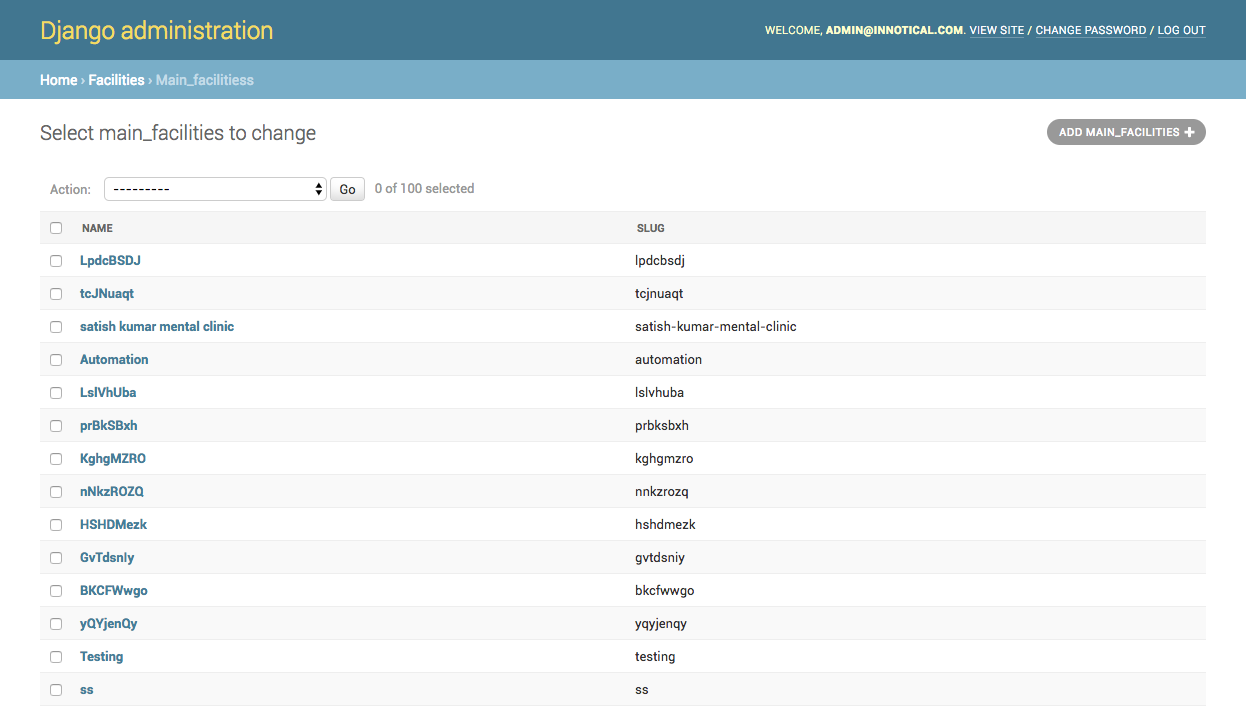 Django administration
WELCOME, ADMIN@INNOTICAL.COM. VIEW SITE / CHANGE PASSWORD / LOG OUT
Home › Facilities › Main_facilitiess
Select main_facilities to change
ADD MAIN_FACILITIES +
Action: --------- Go 0 of 100 selected
NAME SLUG
LpdcBSDJ lpdcbsdj
tcJNuaqt tcjnuaqt
satish kumar mental clinic satish-kumar-mental-clinic
Automation automation
LslVhUba lslvhuba
prBkSBxh prbksbxh
KghgMZRO kghgmzro
nNkzROZQ nnkzrozq
HSHDMezk hshdmezk
GvTdsnIy gvtdsniy
BKCFWwgo bkcfwwgo
yQYjenQy yqyjenqy
Testing testing
ss ss